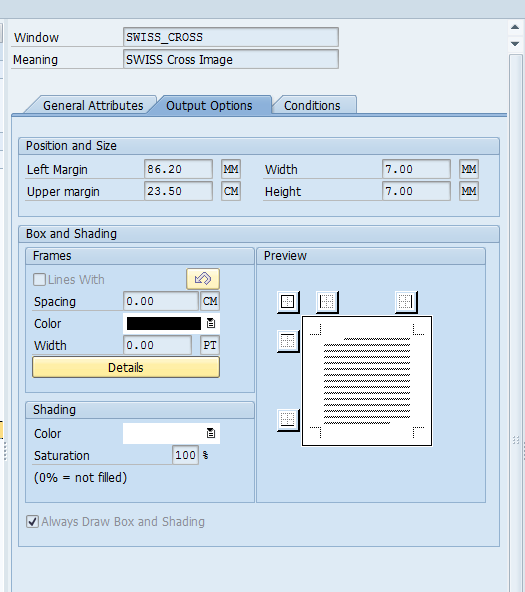 Window SWISS_CROSS
Meaning SWISS Cross Image
General Attributes Output Options Conditions
Position and Size
Left Margin 86.20 MM Width 7.00 MM
Upper margin 23.50 CM Height 7.00 MM
Box and Shading
Frames Preview
Lines With
Spacing 0.00 CM
Color
Width 0.00 PT
Details
Shading
Color
Saturation 100 %
(0% = not filled)
Always Draw Box and Shading